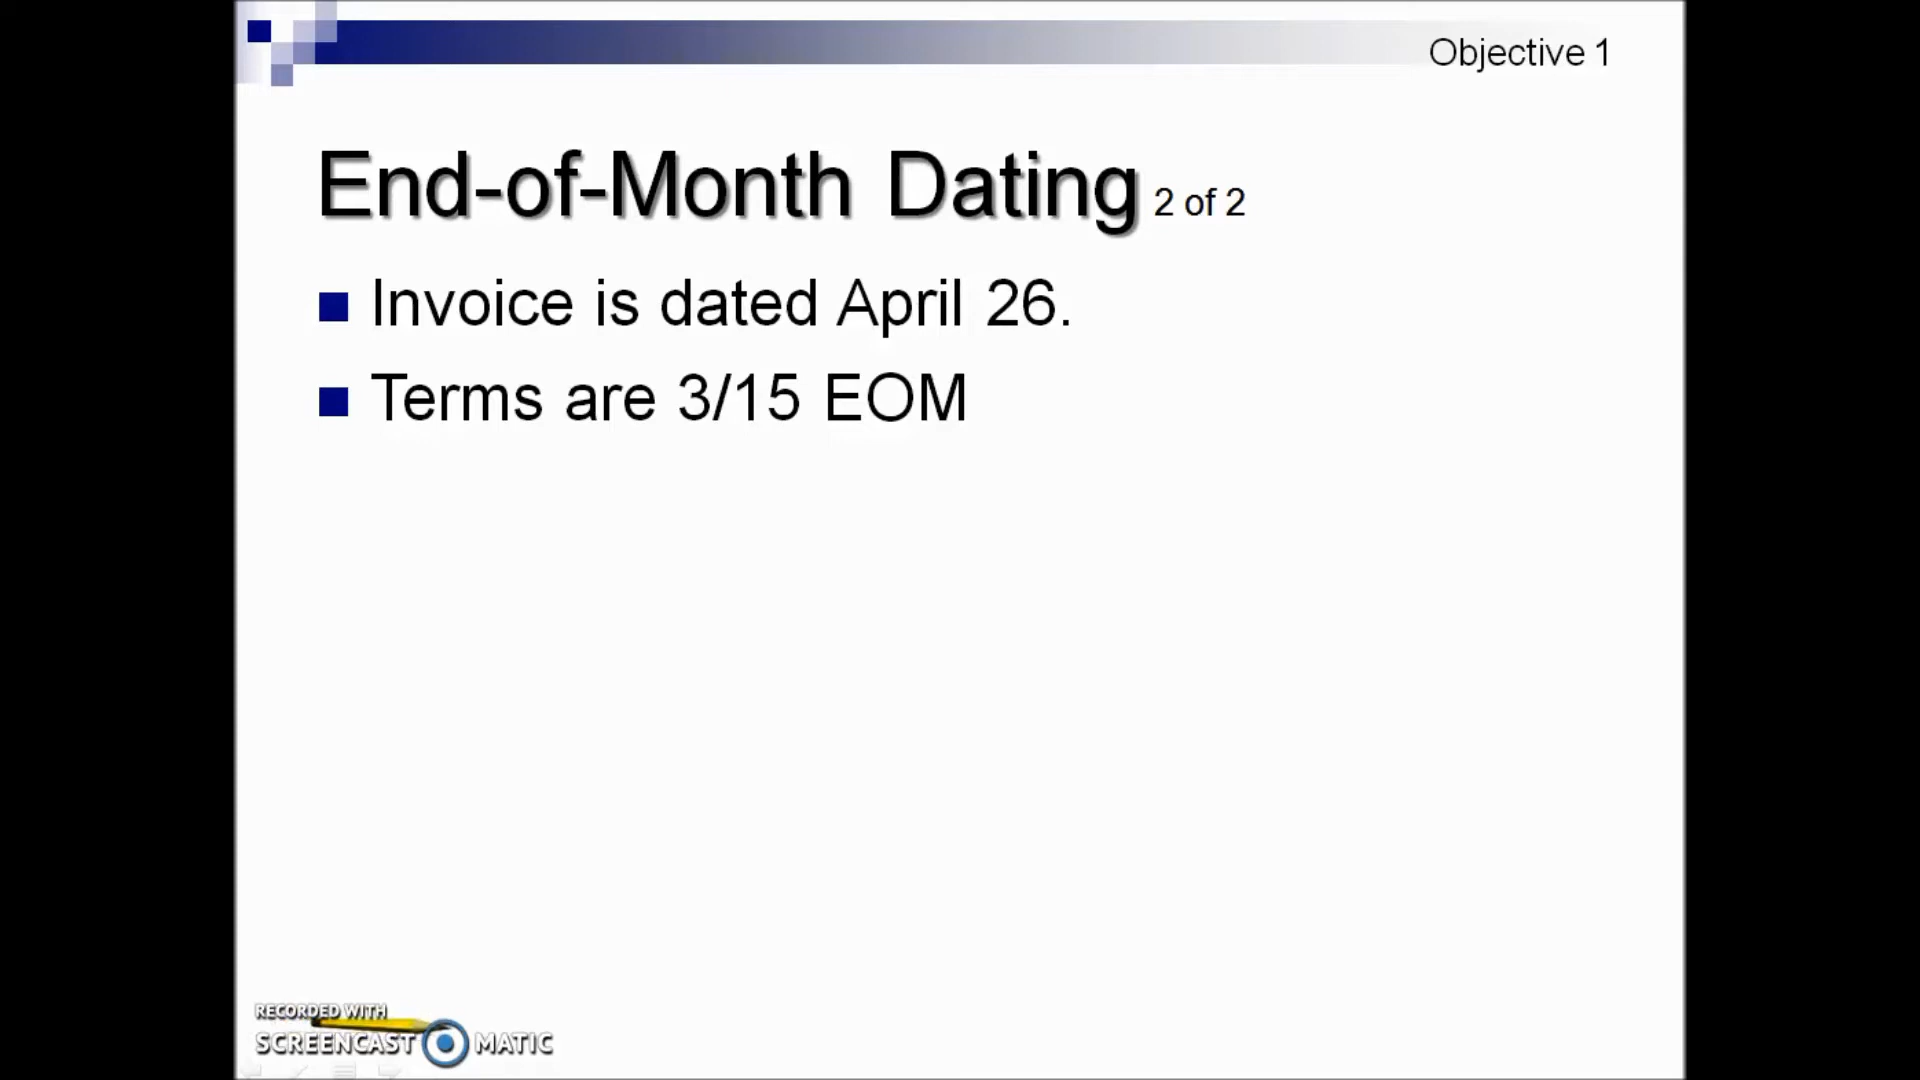 Objective 1
End-of-Month Dating 2 of 2
Invoice is dated April 26.
Terms are 3/15 EOM
RECORDED WITH
SCREENCAST MATIC